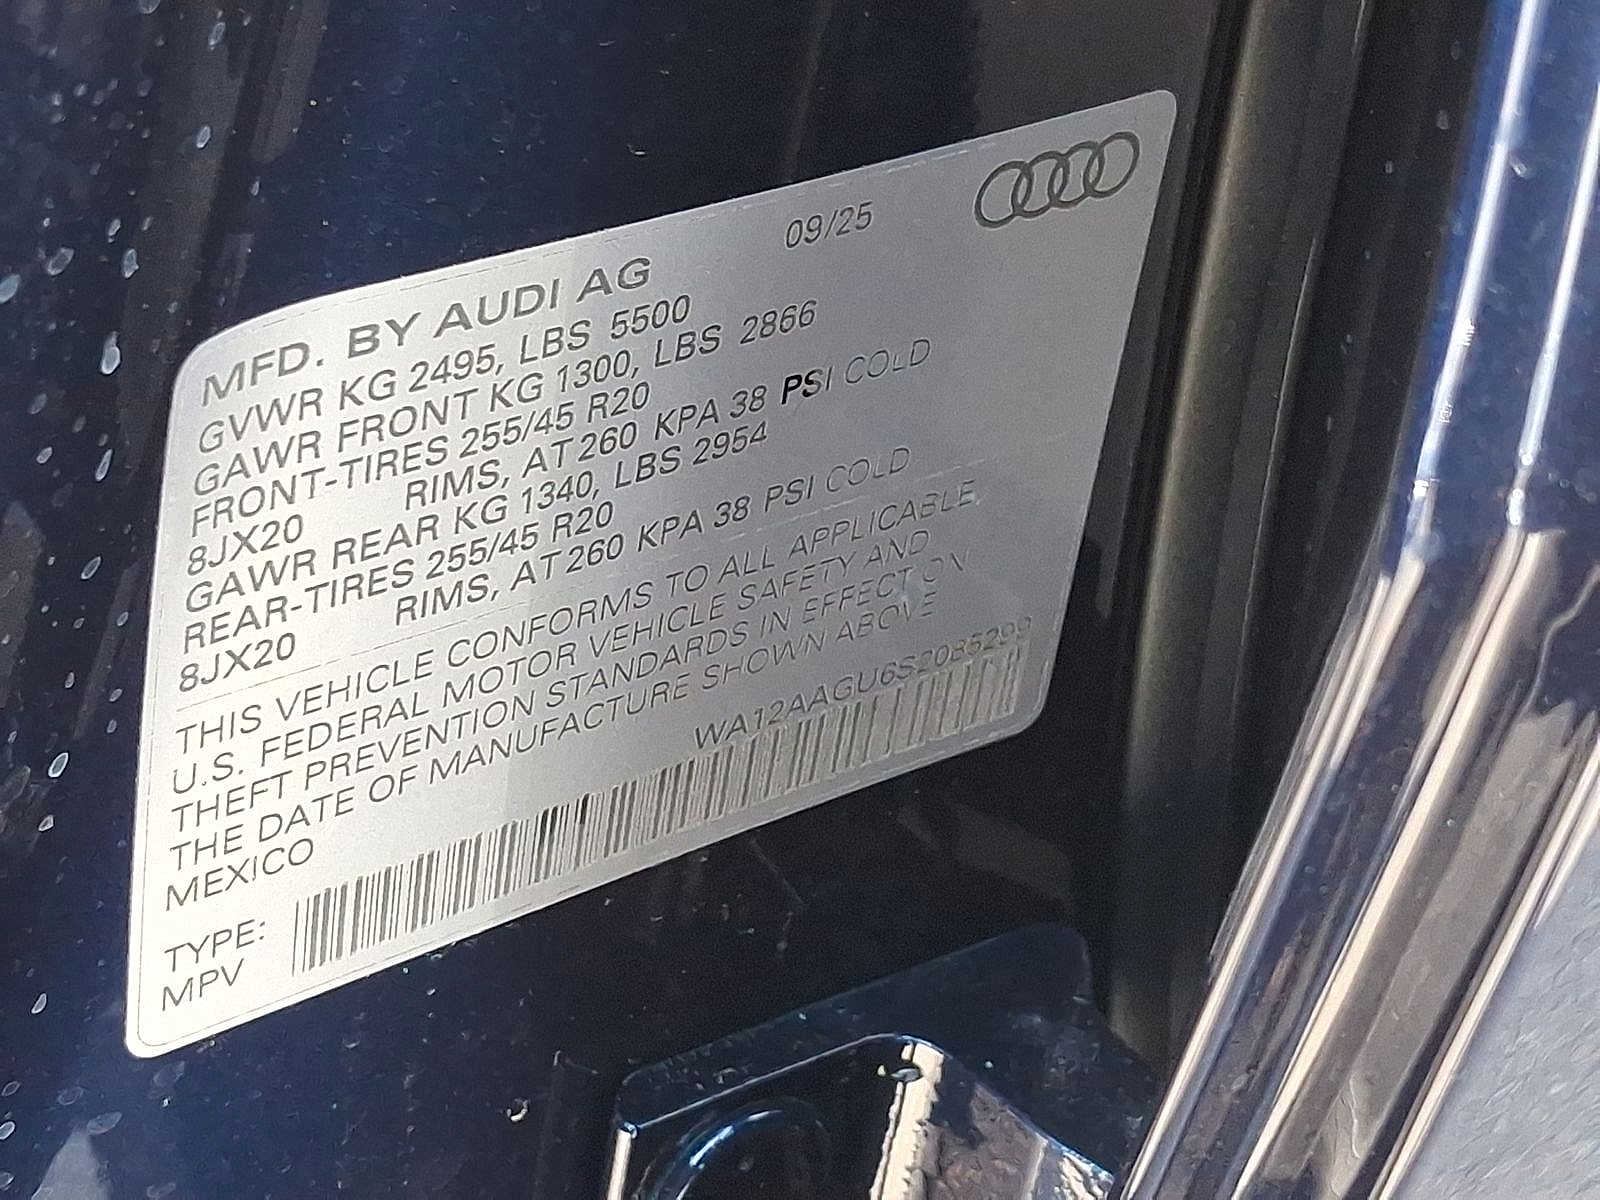 MFD. BY AUDI AG 09/25
GVWR KG 2495, LBS 5500
GAWR FRONT KG 1300, LBS 2866
FRONT-TIRES 255/45 R20
8JX20 RIMS, AT 260 KPA 38 PSI COLD
GAWR REAR KG 1340, LBS 2954
REAR-TIRES 255/45 R20
8JX20 RIMS, AT 260 KPA 38 PSI COLD
THIS VEHICLE CONFORMS TO ALL APPLICABLE
U.S. FEDERAL MOTOR VEHICLE SAFETY AND
THEFT PREVENTION STANDARDS IN EFFECT ON
THE DATE OF MANUFACTURE SHOWN ABOVE
MEXICO WA12AAGU6S2085299
TYPE:
MPV